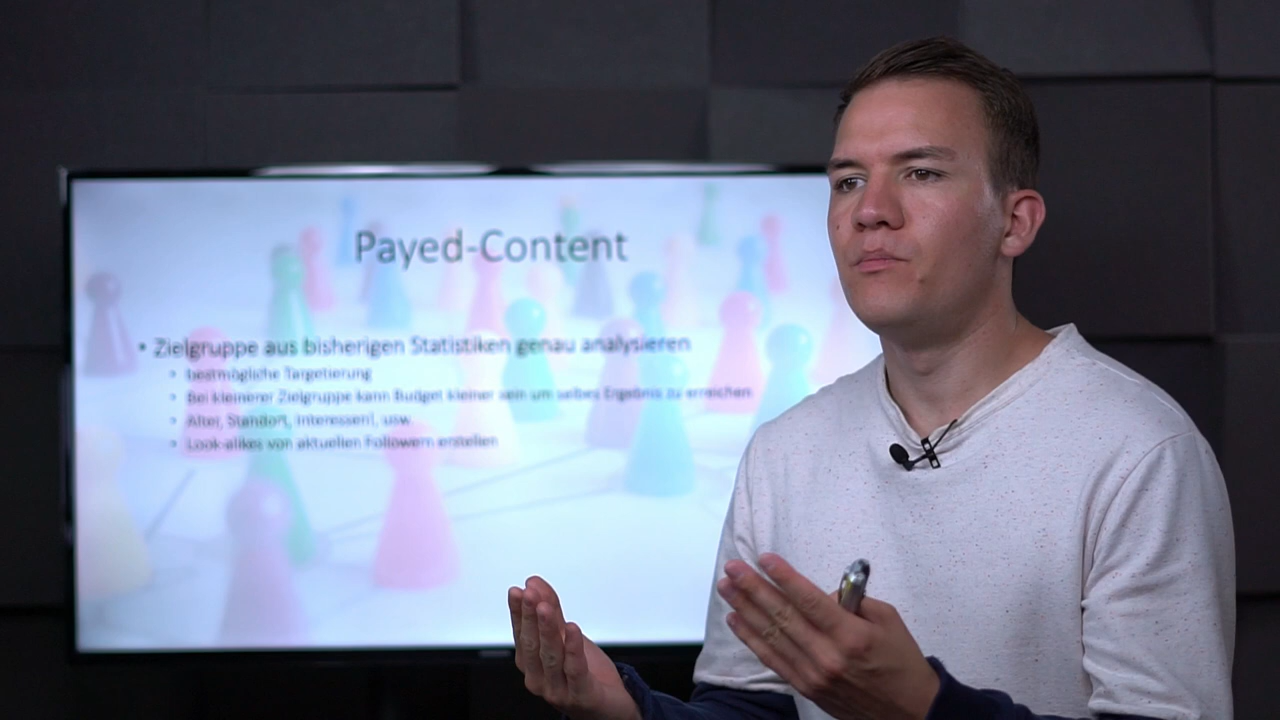 Payed-Content
• Zielgruppe aus bisherigen Statistiken genau analysieren
• bestmögliche Targetierung
• Bei kleinerer Zielgruppe kann Budget kleiner sein um selbes Ergebnis zu erreichen
• Alter, Standort, Interessen, usw.
• Look-alikes von aktuellen Followern erstellen